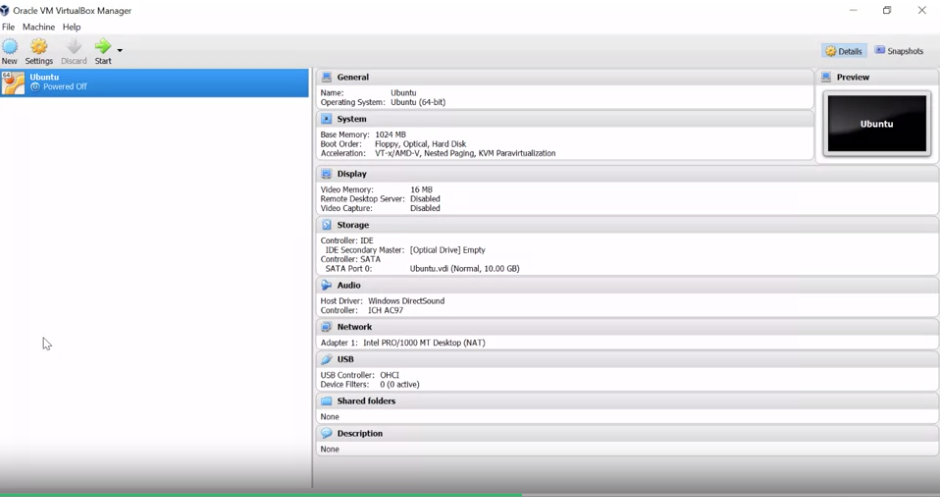 Oracle VM VirtualBox Manager
File Machine Help
New Settings Discard Start
Details Snapshots
64
Ubuntu
Powered Off
General
Name: Ubuntu
Operating System: Ubuntu (64-bit)
Preview
Ubuntu
System
Base Memory: 1024 MB
Boot Order: Floppy, Optical, Hard Disk
Acceleration: VT-x/AMD-V, Nested Paging, KVM Paravirtualization
Display
Video Memory: 16 MB
Remote Desktop Server: Disabled
Video Capture: Disabled
Storage
Controller: IDE
IDE Secondary Master: [Optical Drive] Empty
Controller: SATA
SATA Port 0: Ubuntu.vdi (Normal, 10.00 GB)
Audio
Host Driver: Windows DirectSound
Controller: ICH AC97
Network
Adapter 1: Intel PRO/1000 MT Desktop (NAT)
USB
USB Controller: OHCI
Device Filters: 0 (0 active)
Shared folders
None
Description
None